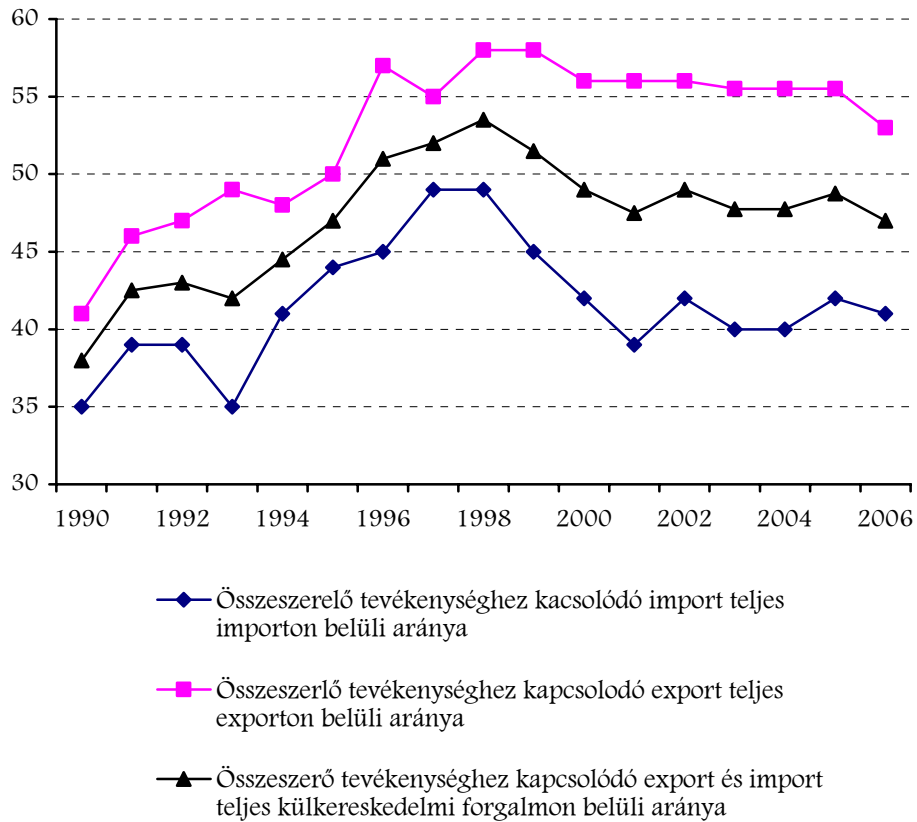 60
55
50
45
40
35
30
1990 1992 1994 1996 1998 2000 2002 2004 2006
Összeszerelő tevékenységhez kacsolódó import teljes
importon belüli aránya
Összeszerlő tevékenységhez kapcsolodó export teljes
exporton belüli aránya
Összeszerő tevékenységhez kapcsolódó export és import
teljes külkereskedelmi forgalmon belüli aránya